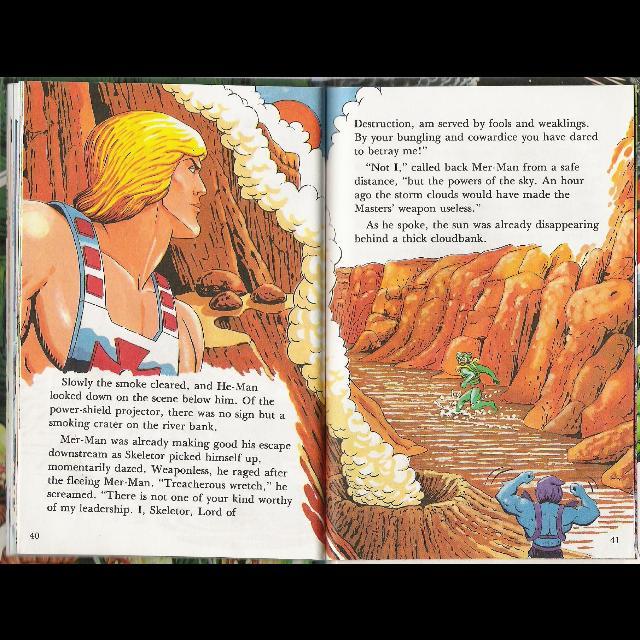 Slowly the smoke cleared, and He-Man
looked down on the scene below him. Of the
power-shield projector, there was no sign but a
smoking crater on the river bank.
Mer-Man was already making good his escape
downstream as Skeletor picked himself up,
momentarily dazed. Weaponless, he raged after
the fleeing Mer-Man. "Treacherous wretch," he
screamed. "There is not one of your kind worthy
of my leadership. I, Skeletor, Lord of
40
Destruction, am served by fools and weaklings.
By your bungling and cowardice you have dared
to betray me!"
"Not I," called back Mer-Man from a safe
distance, "but the powers of the sky. An hour
ago the storm clouds would have made the
Masters' weapon useless."
As he spoke, the sun was already disappearing
behind a thick cloudbank.
41